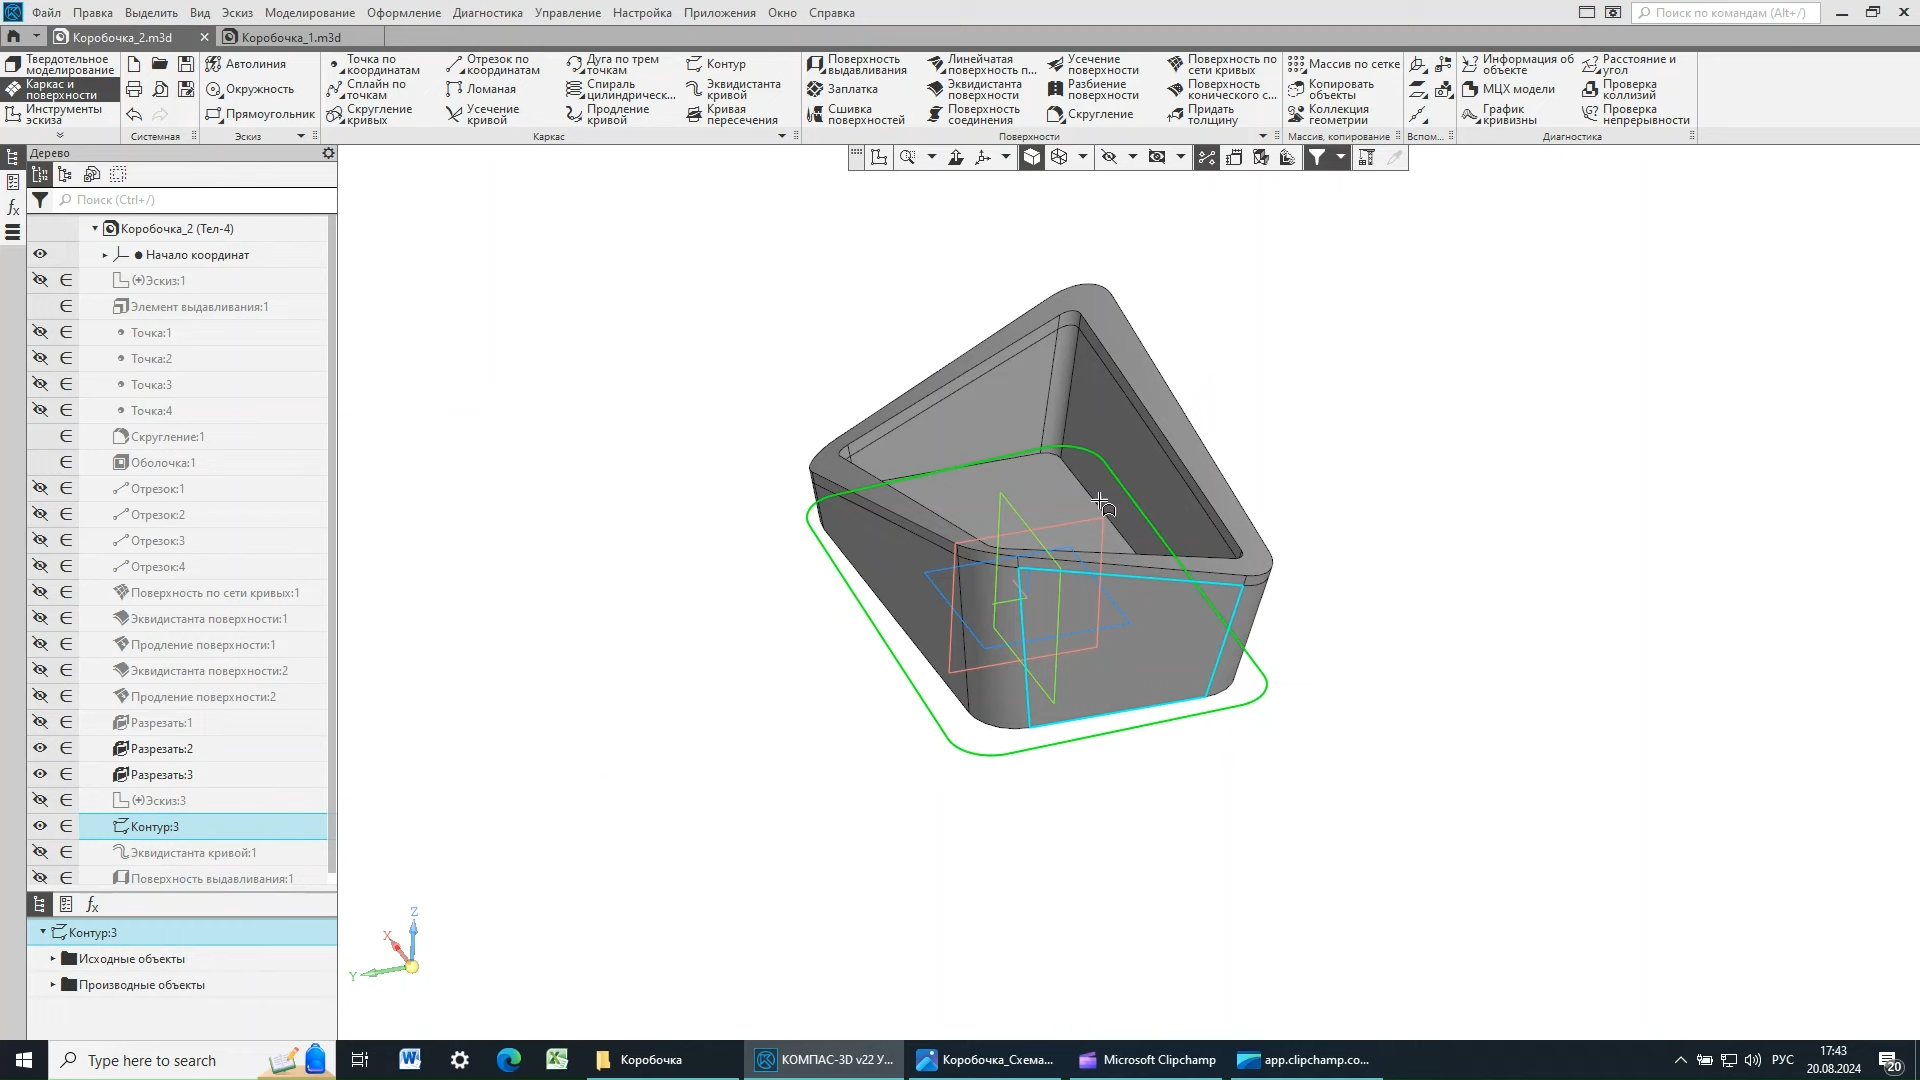 Файл Правка Выделить Вид Эскиз Моделирование Оформление Диагностика Управление Настройка Приложения Окно Справка
Поиск по командам (Alt+/)
Коробочка_2.m3d
Коробочка_1.m3d
Твердотельное моделирование
Каркас и поверхности
Инструменты эскиза
Системная
Автолиния
Окружность
Прямоугольник
Эскиз
Точка по координатам
Сплайн по точкам
Скругление кривых
Отрезок по координатам
Ломаная
Усечение кривой
Дуга по трем точкам
Спираль цилиндрическ...
Продление кривой
Контур
Эквидистанта кривой
Кривая пересечения
Каркас
Поверхность выдавливания
Заплатка
Сшивка поверхностей
Линейчатая поверхность п...
Эквидистанта поверхности
Поверхность соединения
Усечение поверхности
Разбиение поверхности
Скругление
Поверхность по сети кривых
Поверхность конического с...
Придать толщину
Поверхности
Массив по сетке
Копировать объекты
Коллекция геометрии
Массив, копирование
Вспом...
Информация об объекте
МЦХ модели
График кривизны
Расстояние и угол
Проверка коллизий
Проверка непрерывности
Диагностика
Дерево
Поиск (Ctrl+/)
Коробочка_2 (Тел-4)
Начало координат
(+)Эскиз:1
Элемент выдавливания:1
Точка:1
Точка:2
Точка:3
Точка:4
Скругление:1
Оболочка:1
Отрезок:1
Отрезок:2
Отрезок:3
Отрезок:4
Поверхность по сети кривых:1
Эквидистанта поверхности:1
Продление поверхности:1
Эквидистанта поверхности:2
Продление поверхности:2
Разрезать:1
Разрезать:2
Разрезать:3
(+)Эскиз:3
Контур:3
Эквидистанта кривой:1
Поверхность выдавливания:1
Контур:3
Исходные объекты
Производные объекты
Z
X
Y
Type here to search
Коробочка
КОМПАС-3D v22 У...
Коробочка_Схема...
Microsoft Clipchamp
app.clipchamp.co...
РУС
17:43
20.08.2024
20